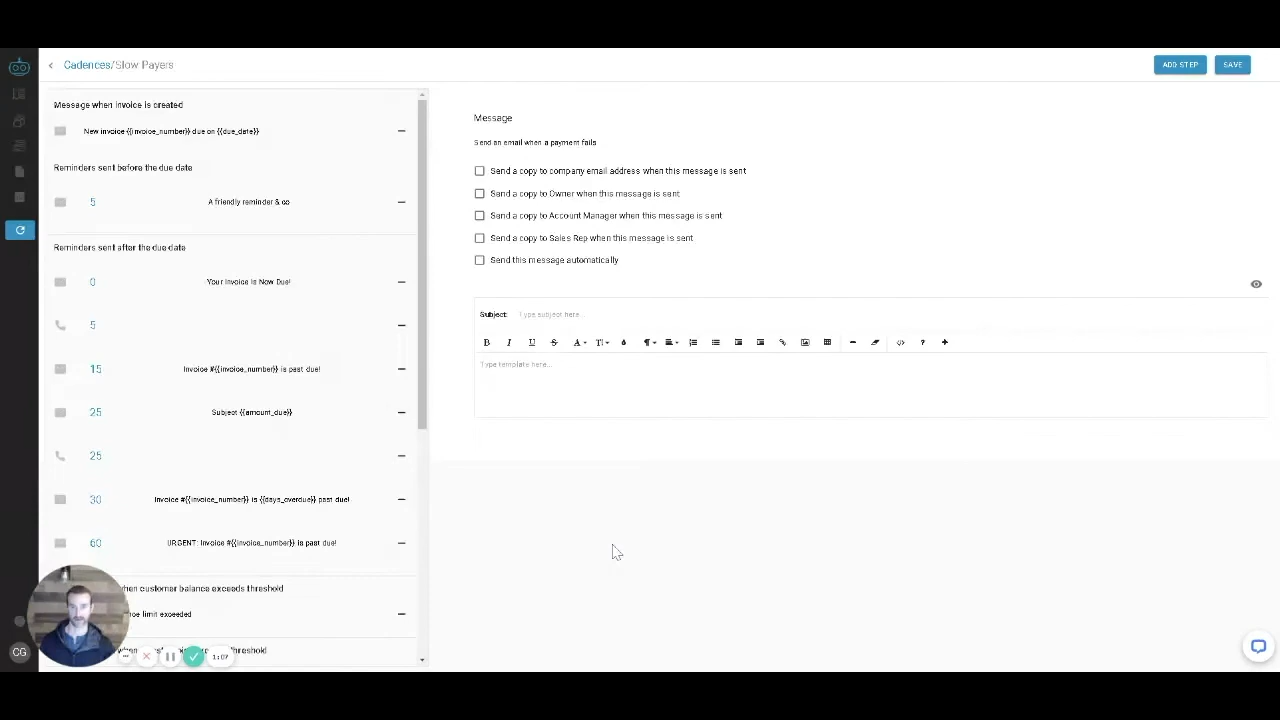 Cadences/Slow Payers
ADD STEP
SAVE
Message when invoice is created
New invoice {{invoice_number}} due on {{due_date}}
Reminders sent before the due date
5
A friendly reminder & cc
Reminders sent after the due date
0
Your Invoice Is Now Due!
5
15
Invoice #{{invoice_number}} is past due!
25
Subject {{amount_due}}
25
30
Invoice #{{invoice_number}} is {{days_overdue}} past due!
60
URGENT: Invoice #{{invoice_number}} is past due!
when customer balance exceeds threshold
limit exceeded
threshold
CG
1:07
Message
Send an email when a payment fails
Send a copy to company email address when this message is sent
Send a copy to Owner when this message is sent
Send a copy to Account Manager when this message is sent
Send a copy to Sales Rep when this message is sent
Send this message automatically
Subject: Type subject here...
B I U S A T
Type template here...